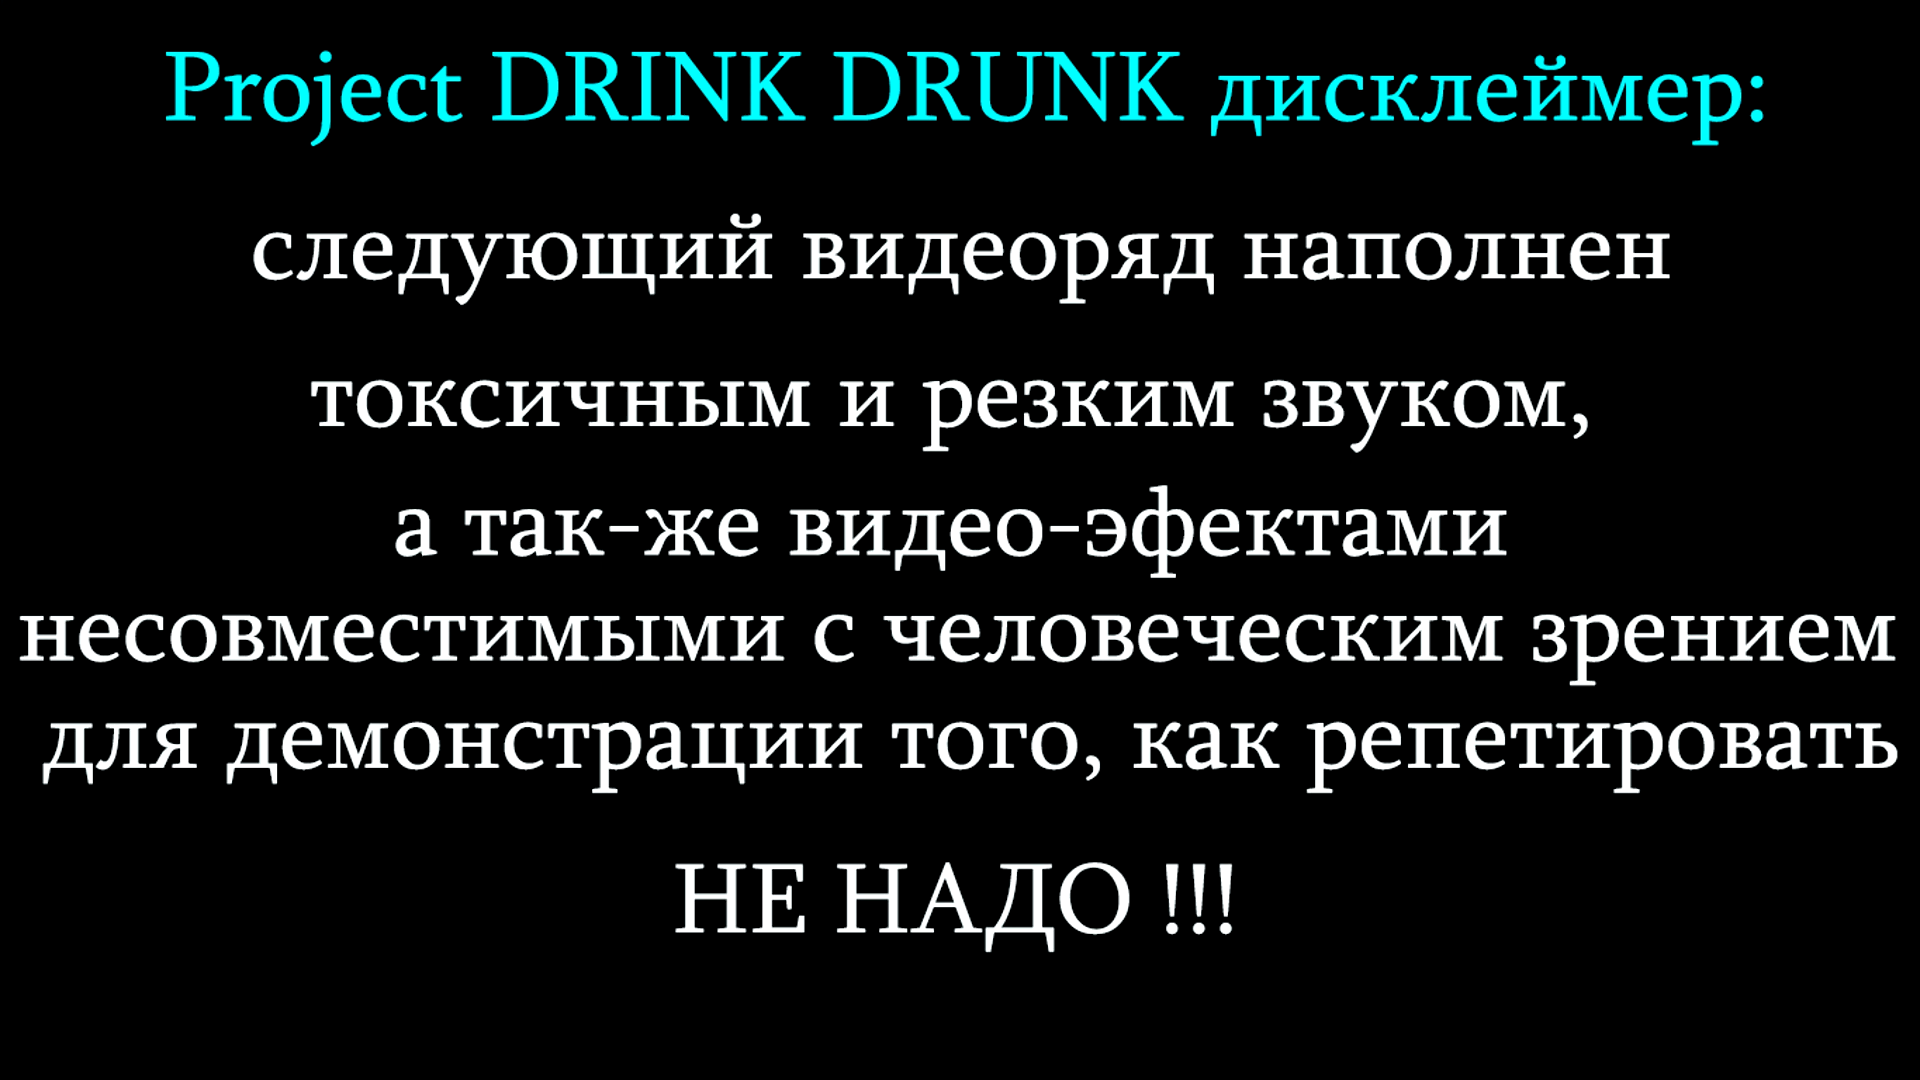 Project DRINK DRUNK дисклеймер:
следующий видеоряд наполнен
токсичным и резким звуком,
а так-же видео-эфектами
несовместимыми с человеческим зрением
для демонстрации того, как репетировать
НЕ НАДО !!!